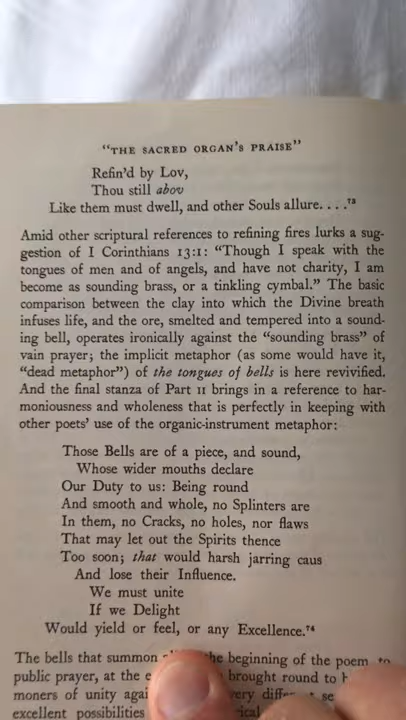 "THE SACRED ORGAN'S PRAISE"
Refin'd by Lov,
Thou still abov
Like them must dwell, and other Souls allure. . . .⁷³
Amid other scriptural references to refining fires lurks a sug-
gestion of I Corinthians 13:1: "Though I speak with the
tongues of men and of angels, and have not charity, I am
become as sounding brass, or a tinkling cymbal." The basic
comparison between the clay into which the Divine breath
infuses life, and the ore, smelted and tempered into a sound-
ing bell, operates ironically against the "sounding brass" of
vain prayer; the implicit metaphor (as some would have it,
"dead metaphor") of the tongues of bells is here revivified.
And the final stanza of Part II brings in a reference to har-
moniousness and wholeness that is perfectly in keeping with
other poets' use of the organic-instrument metaphor:
Those Bells are of a piece, and sound,
Whose wider mouths declare
Our Duty to us: Being round
And smooth and whole, no Splinters are
In them, no Cracks, no holes, nor flaws
That may let out the Spirits thence
Too soon; that would harsh jarring caus
And lose their Influence.
We must unite
If we Delight
Would yield or feel, or any Excellence.⁷⁴
The bells that summon the beginning of the poem to
public prayer, at the brought round to
moners of unity very
excellent possibilities